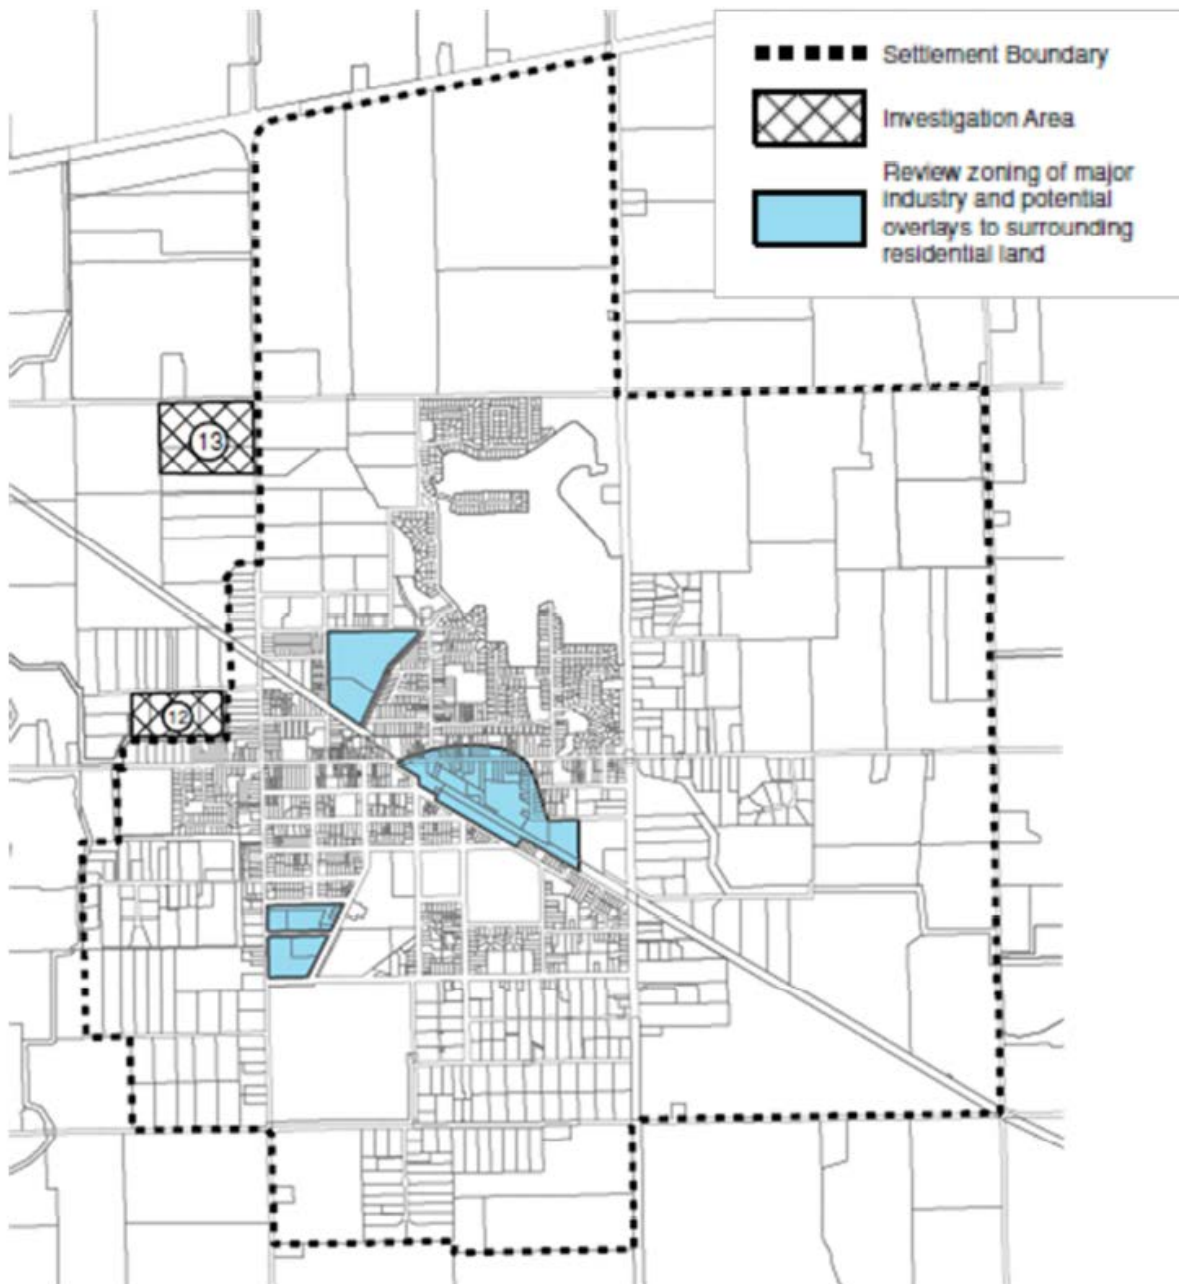 Settlement Boundary
Investigation Area
Review zoning of major
industry and potential
overlays to surrounding
residential land
13
12